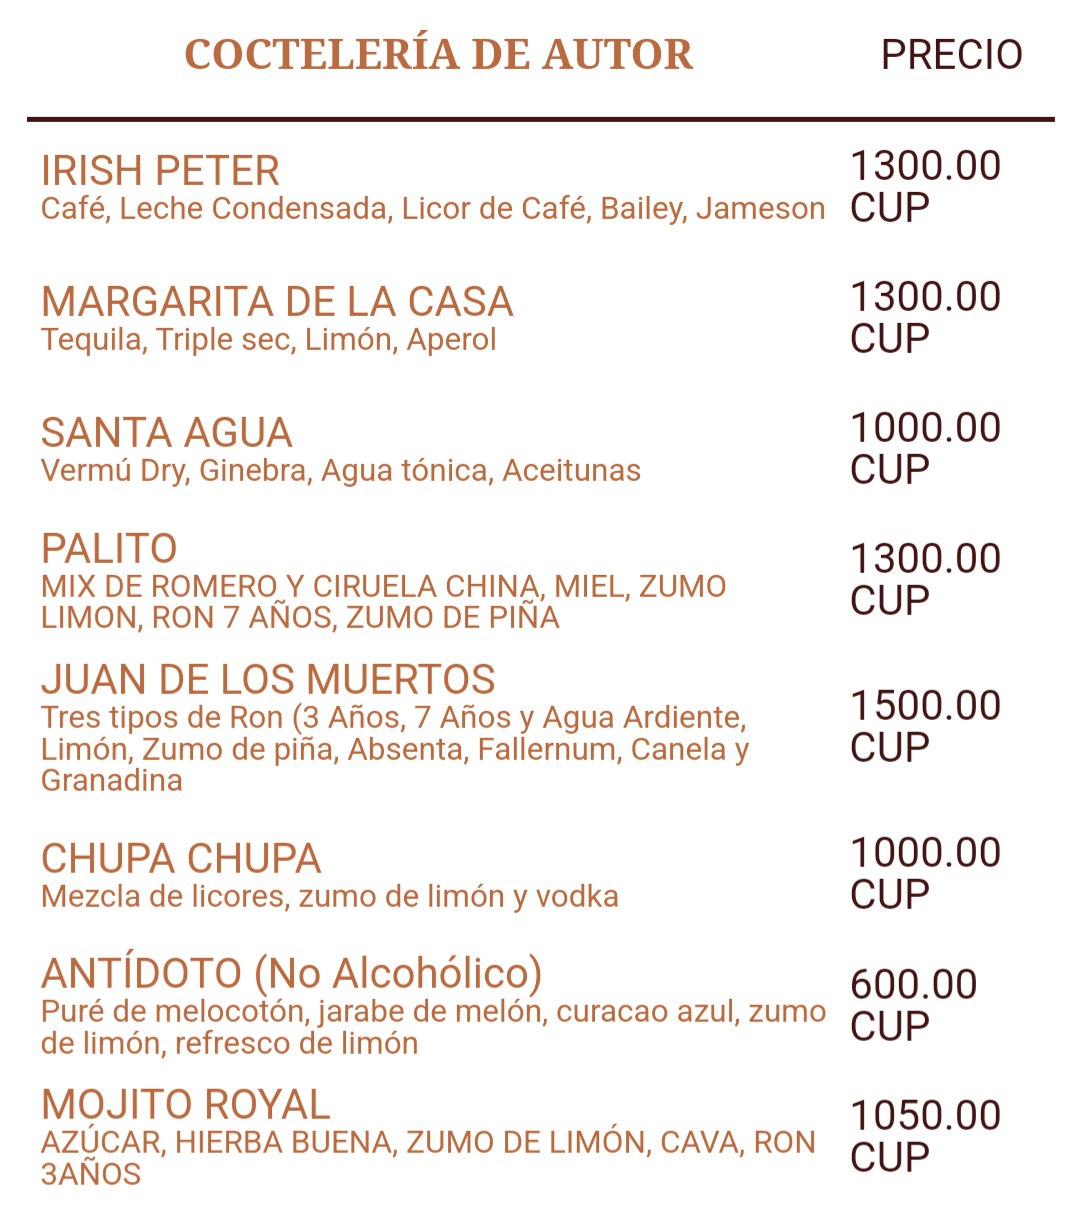 COCTELERÍA DE AUTOR PRECIO
IRISH PETER
Café, Leche Condensada, Licor de Café, Bailey, Jameson
1300.00
CUP
MARGARITA DE LA CASA
Tequila, Triple sec, Limón, Aperol
1300.00
CUP
SANTA AGUA
Vermú Dry, Ginebra, Agua tónica, Aceitunas
1000.00
CUP
PALITO
MIX DE ROMERO Y CIRUELA CHINA, MIEL, ZUMO
LIMON, RON 7 AÑOS, ZUMO DE PIÑA
1300.00
CUP
JUAN DE LOS MUERTOS
Tres tipos de Ron (3 Años, 7 Años y Agua Ardiente,
Limón, Zumo de piña, Absenta, Fallernum, Canela y
Granadina
1500.00
CUP
CHUPA CHUPA
Mezcla de licores, zumo de limón y vodka
1000.00
CUP
ANTÍDOTO (No Alcohólico)
Puré de melocotón, jarabe de melón, curacao azul, zumo
de limón, refresco de limón
600.00
CUP
MOJITO ROYAL
AZÚCAR, HIERBA BUENA, ZUMO DE LIMÓN, CAVA, RON
3AÑOS
1050.00
CUP